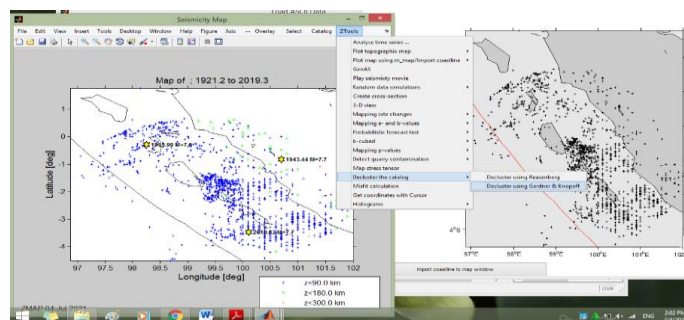 Load ASCII Data
Seismicity Map
File Edit View Insert Tools Desktop Window Help Figure Axis -- Overlay Select Catalog ZTools
Analyse time series ...
Plot topographic map
Plot map using m_map/Import coastline
GenAS
Play seismicity movie
Random data simulations
Create cross-section
3-D view
Mapping rate changes
Mapping a- and b-values
Probabilistic forecast test
b-cubed
Mapping p-values
Detect quarry contamination
Map stress tensor
Decluster the catalog
Misfit calculation
Get coordinates with Cursor
Histograms
Decluster using Reasenberg
Decluster using Gardner & Knopoff
Map of ; 1921.2 to 2019.3
1
0
-1
-2
-3
-4
Latitude [deg]
M=7.
1943.44 M=7.7
97 97.5 98 98.5 99 99.5 100 100.5 101 101.5 102
Longitude [deg]
z<90.0 km
z<180.0 km
z<300.0 km
4°S
97°E 98°E 99°E 100°E 101°E 102°E
Import coastline to map window
OVR
ENG
3:02 PM